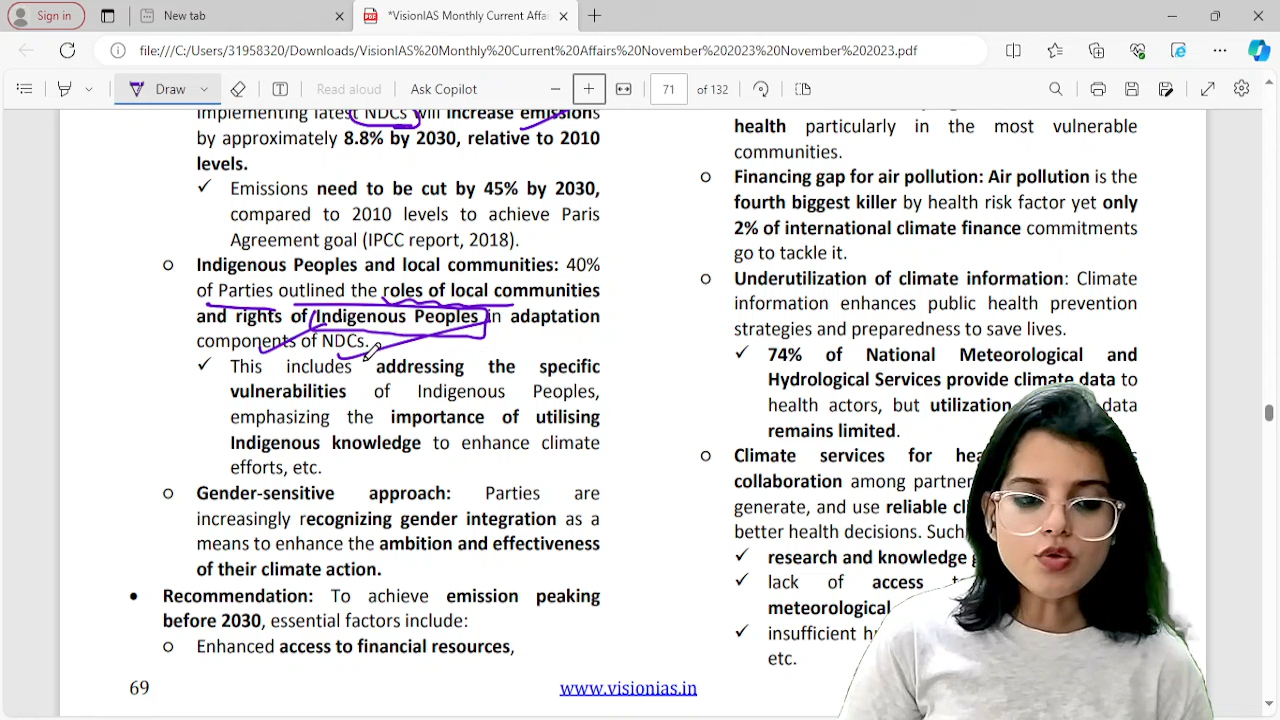 Sign in
New tab
*VisionIAS Monthly Current Affai
file:///C:/Users/31958320/Downloads/VisionIAS%20Monthly%20Current%20Affairs%20November%202023%20November%202023.pdf
Draw
Read aloud
Ask Copilot
71 of 132
Implementing latest NDCs will increase emissions
by approximately 8.8% by 2030, relative to 2010
levels.
✓ Emissions need to be cut by 45% by 2030,
compared to 2010 levels to achieve Paris
Agreement goal (IPCC report, 2018).
o Indigenous Peoples and local communities: 40%
of Parties outlined the roles of local communities
and rights of Indigenous Peoples in adaptation
components of NDCs.
✓ This includes addressing the specific
vulnerabilities of Indigenous Peoples,
emphasizing the importance of utilising
Indigenous knowledge to enhance climate
efforts, etc.
o Gender-sensitive approach: Parties are
increasingly recognizing gender integration as a
means to enhance the ambition and effectiveness
of their climate action.
• Recommendation: To achieve emission peaking
before 2030, essential factors include:
o Enhanced access to financial resources,
health particularly in the most vulnerable
communities.
o Financing gap for air pollution: Air pollution is the
fourth biggest killer by health risk factor yet only
2% of international climate finance commitments
go to tackle it.
o Underutilization of climate information: Climate
information enhances public health prevention
strategies and preparedness to save lives.
✓ 74% of National Meteorological and
Hydrological Services provide climate data to
health actors, but utilization data
remains limited.
o Climate services for
collaboration among
generate, and use reliable
better health decisions.
✓ research and knowledge
✓ lack of access
meteorological
✓ insufficient
etc.
69
www.visionias.in